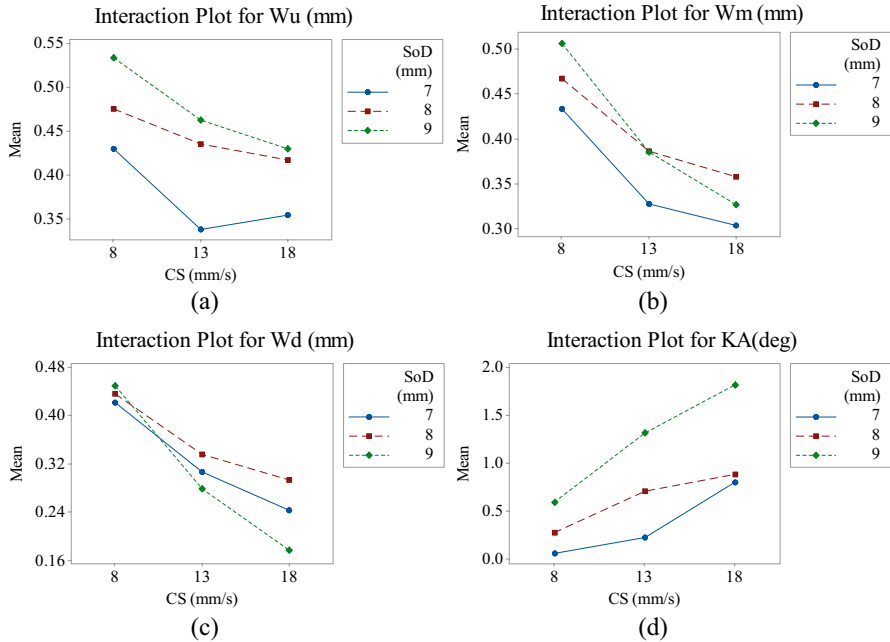 Interaction Plot for Wu (mm)
0.55
0.50
0.45
0.40
0.35
Mean
8
13
18
CS (mm/s)
SoD
(mm)
7
8
9
(a)
Interaction Plot for Wm (mm)
0.50
0.45
0.40
0.35
0.30
Mean
8
13
18
CS (mm/s)
SoD
(mm)
7
8
9
(b)
Interaction Plot for Wd (mm)
0.48
0.40
0.32
0.24
0.16
Mean
8
13
18
CS (mm/s)
SoD
(mm)
7
8
9
(c)
Interaction Plot for KA(deg)
2.0
1.5
1.0
0.5
0.0
Mean
8
13
18
CS (mm/s)
SoD
(mm)
7
8
9
(d)